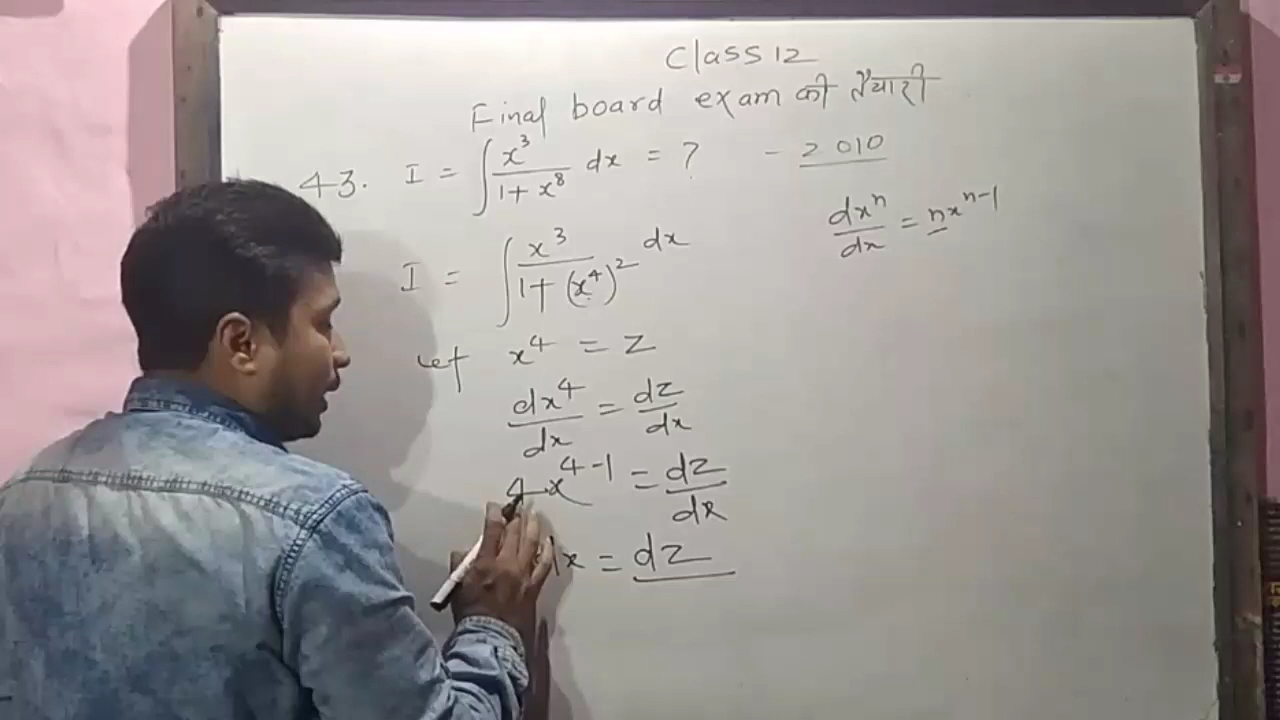 Class 12
Final board exam की तैयारी
43. I = ∫ x³/(1+x⁸) dx = ? - 2010
dxⁿ/dx = nxⁿ⁻¹
I = ∫ x³/(1+(x⁴)²) dx
Let x⁴ = z
dx⁴/dx = dz/dx
4x⁴⁻¹ = dz/dx
dx = dz